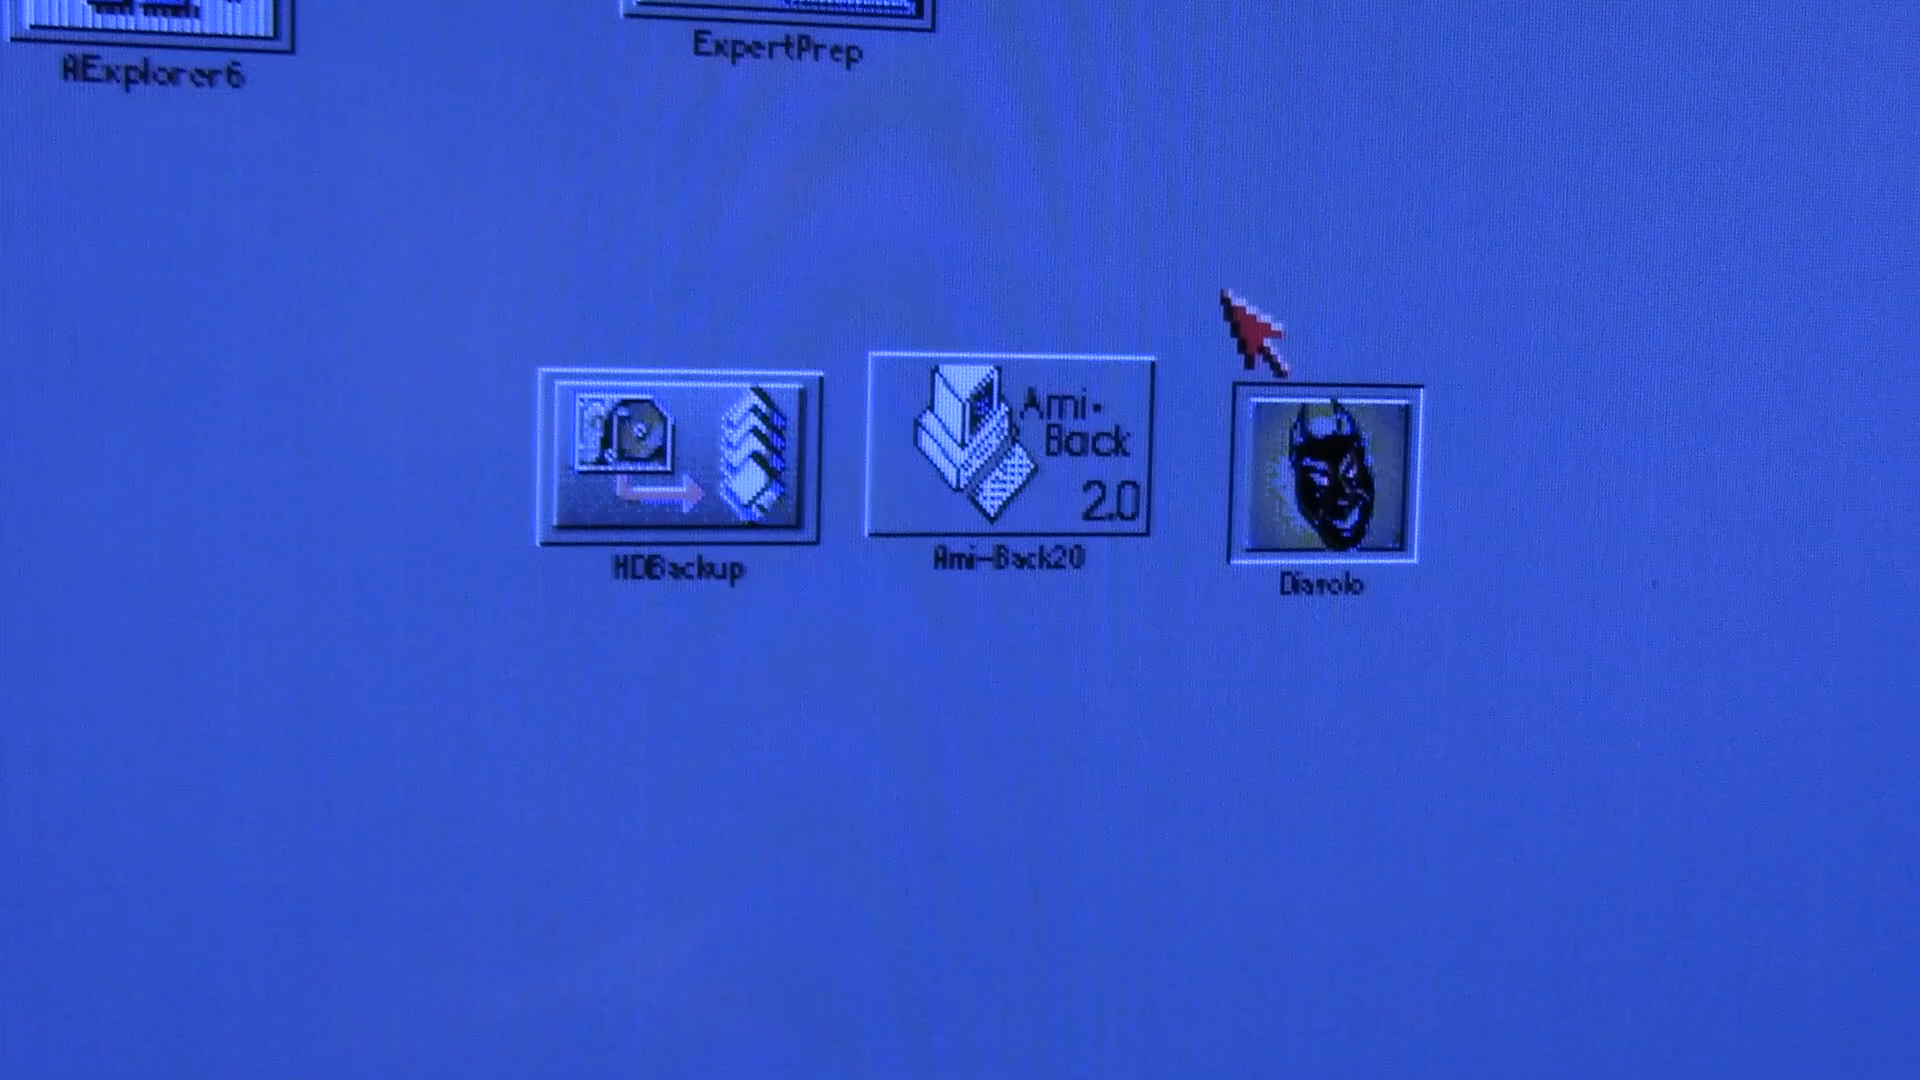 AExplorer6
ExpertPrep
Ami-
Back
2.0
HDBackup
Ami-Back20
Diavolo